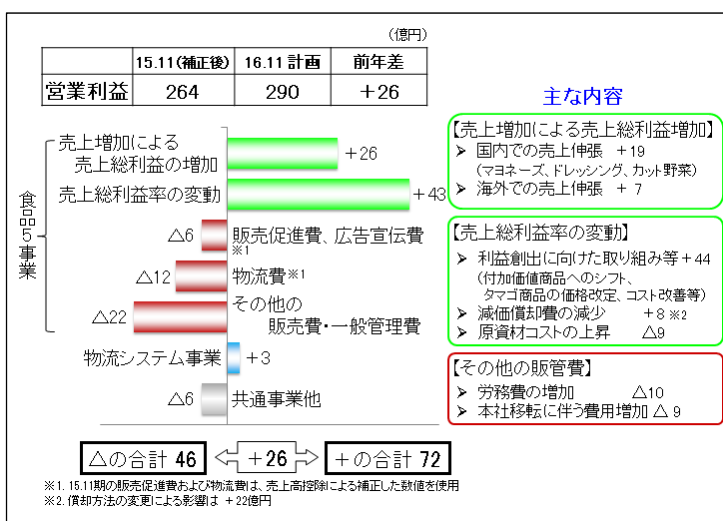 (億円)
15.11(補正後) 16.11 計画 前年差
営業利益 264 290 +26
主な内容
食品5事業
売上増加による
売上総利益の増加 +26
売上総利益率の変動 +43
△6 販売促進費、広告宣伝費
※1
△12 物流費※1
△22 その他の
販売費・一般管理費
物流システム事業 +3
△6 共通事業他
【売上増加による売上総利益増加】
➢ 国内での売上伸張 +19
(マヨネーズ、ドレッシング、カット野菜)
➢ 海外での売上伸張 + 7
【売上総利益率の変動】
➢ 利益創出に向けた取り組み等+44
(付加価値商品へのシフト、
タマゴ商品の価格改定、コスト改善等)
➢ 減価償却費の減少 +8 ※2
➢ 原資材コストの上昇 △9
【その他の販管費】
➢ 労務費の増加 △10
➢ 本社移転に伴う費用増加 △ 9
△の合計 46 +26 +の合計 72
※1. 15.11期の販売促進費および物流費は、売上高控除による補正した数値を使用
※2. 償却方法の変更による影響は +22億円